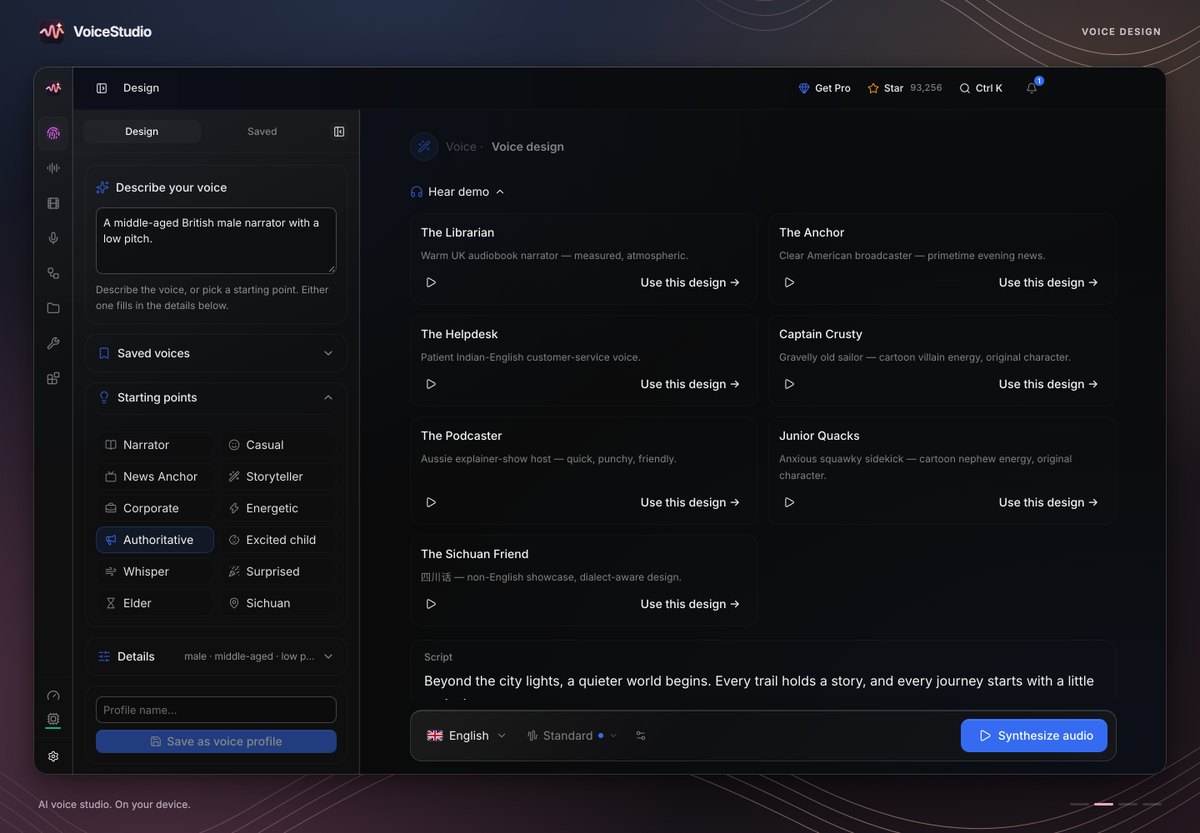 VoiceStudio
VOICE DESIGN
Design
Get Pro
Star 93,256
Ctrl K
1
Design
Saved
Describe your voice
A middle-aged British male narrator with a
low pitch.
Describe the voice, or pick a starting point. Either
one fills in the details below.
Saved voices
Starting points
Narrator
Casual
News Anchor
Storyteller
Corporate
Energetic
Authoritative
Excited child
Whisper
Surprised
Elder
Sichuan
Details
male · middle-aged · low p...
Profile name...
Save as voice profile
Voice · Voice design
Hear demo
The Librarian
Warm UK audiobook narrator — measured, atmospheric.
Use this design →
The Anchor
Clear American broadcaster — primetime evening news.
Use this design →
The Helpdesk
Patient Indian-English customer-service voice.
Use this design →
Captain Crusty
Gravelly old sailor — cartoon villain energy, original character.
Use this design →
The Podcaster
Aussie explainer-show host — quick, punchy, friendly.
Use this design →
Junior Quacks
Anxious squawky sidekick — cartoon nephew energy, original
character.
Use this design →
The Sichuan Friend
四川话 — non-English showcase, dialect-aware design.
Use this design →
Script
Beyond the city lights, a quieter world begins. Every trail holds a story, and every journey starts with a little
English
Standard
Synthesize audio
AI voice studio. On your device.